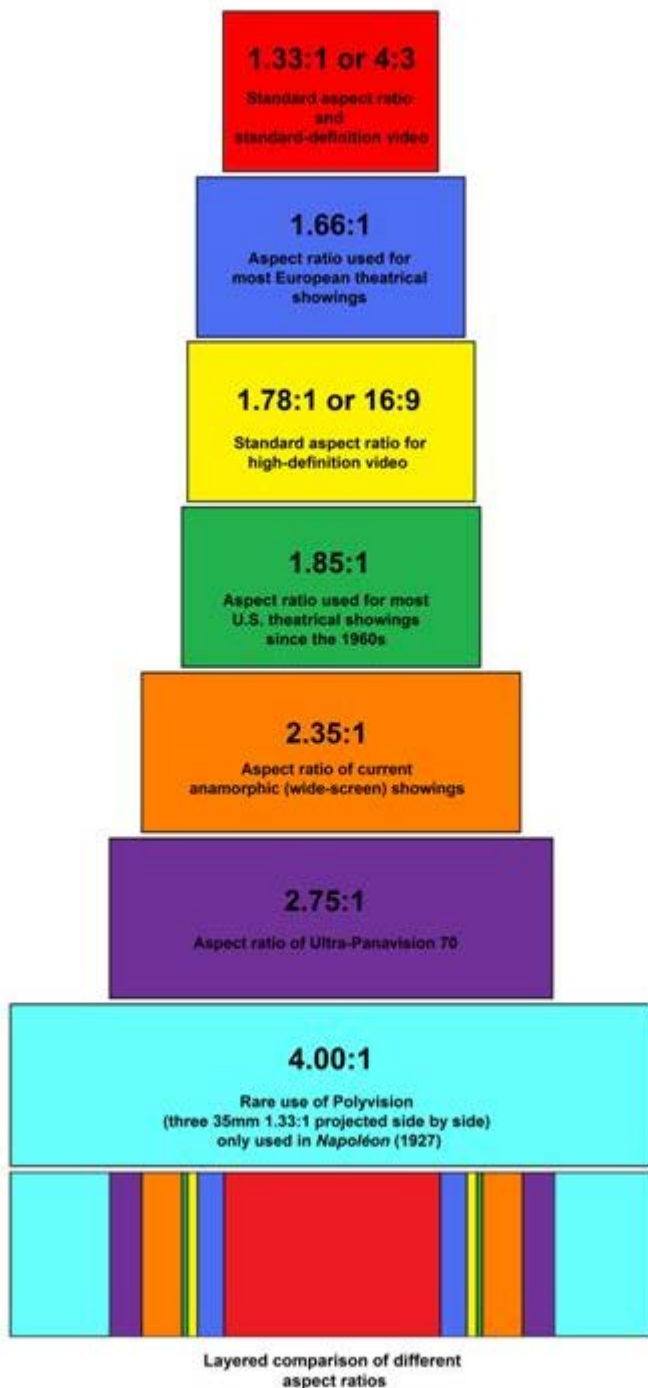 1.33:1 or 4:3
Standard aspect ratio
and
standard-definition video
1.66:1
Aspect ratio used for
most European theatrical
showings
1.78:1 or 16:9
Standard aspect ratio for
high-definition video
1.85:1
Aspect ratio used for most
U.S. theatrical showings
since the 1960s
2.35:1
Aspect ratio of current
anamorphic (wide-screen) showings
2.75:1
Aspect ratio of Ultra-Panavision 70
4.00:1
Rare use of Polyvision
(three 35mm 1.33:1 projected side by side)
only used in Napoléon (1927)
Layered comparison of different
aspect ratios